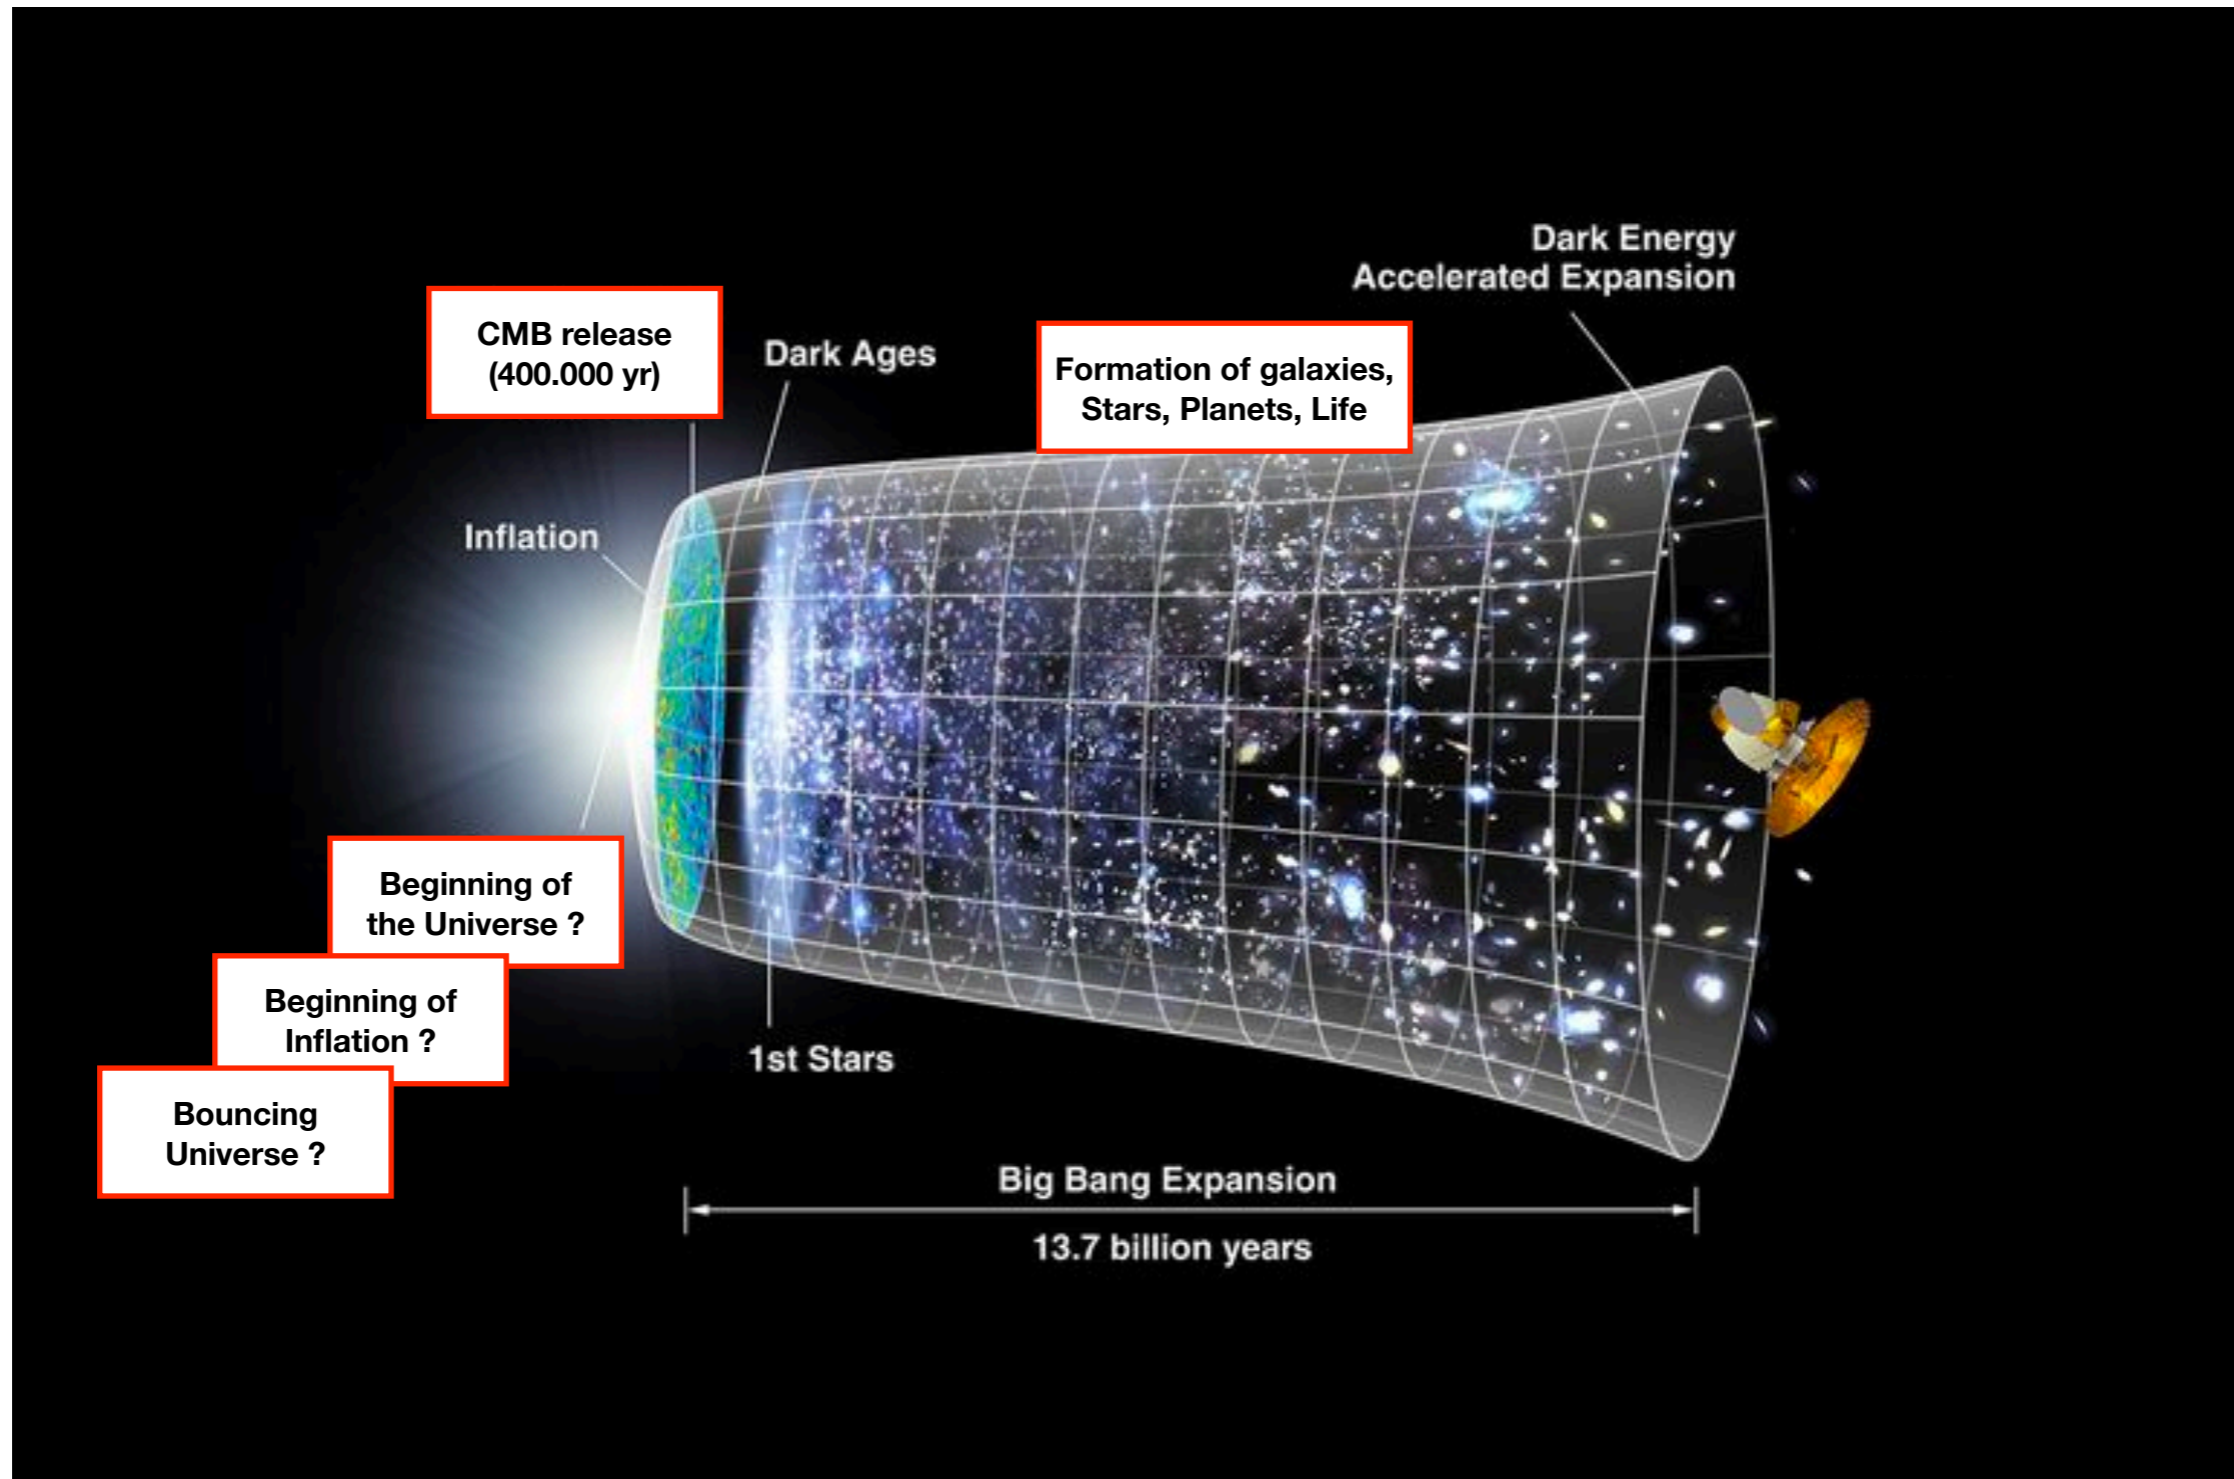 Dark Energy
Accelerated Expansion
CMB release
(400.000 yr)
Dark Ages
Formation of galaxies,
Stars, Planets, Life
Inflation
Beginning of
the Universe ?
Beginning of
Inflation ?
Bouncing
Universe ?
1st Stars
Big Bang Expansion
13.7 billion years